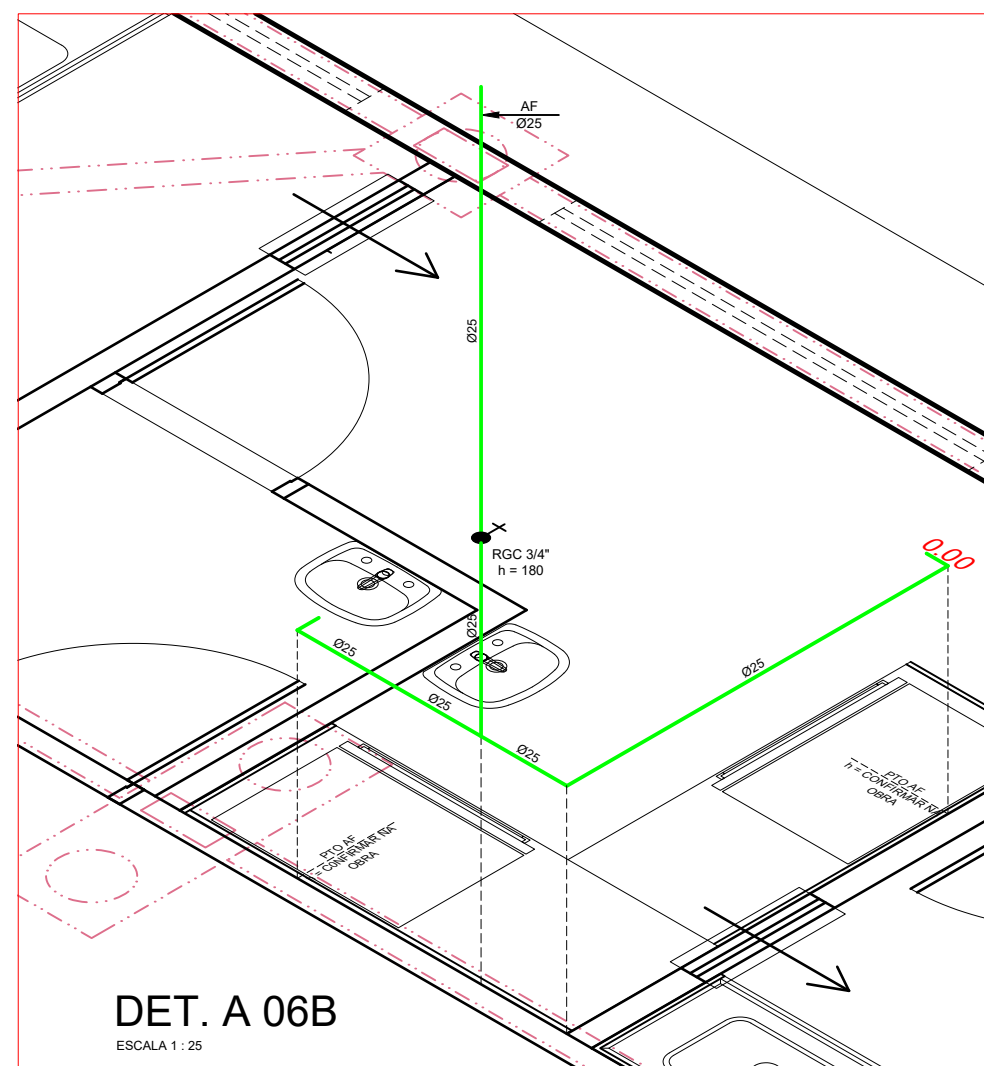 AF
Ø25
Ø25
RGC 3/4"
h = 180
0.00
Ø25
Ø25
Ø25
Ø25
Ø25
PTO AF
h = CONFIRMAR NA
OBRA
PTO AF
= CONFIRMAR NA
OBRA
DET. A 06B
ESCALA 1 : 25